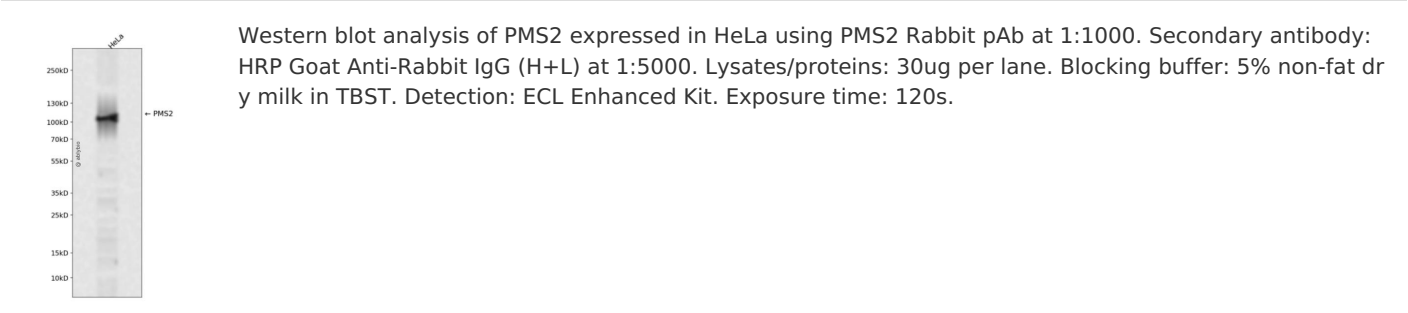 HeLa
Western blot analysis of PMS2 expressed in HeLa using PMS2 Rabbit pAb at 1:1000. Secondary antibody:
HRP Goat Anti-Rabbit IgG (H+L) at 1:5000. Lysates/proteins: 30ug per lane. Blocking buffer: 5% non-fat dr
y milk in TBST. Detection: ECL Enhanced Kit. Exposure time: 120s.
250kD
130kD
← PMS2
100kD
70kD
55kD
35kD
25kD
15kD
10kD